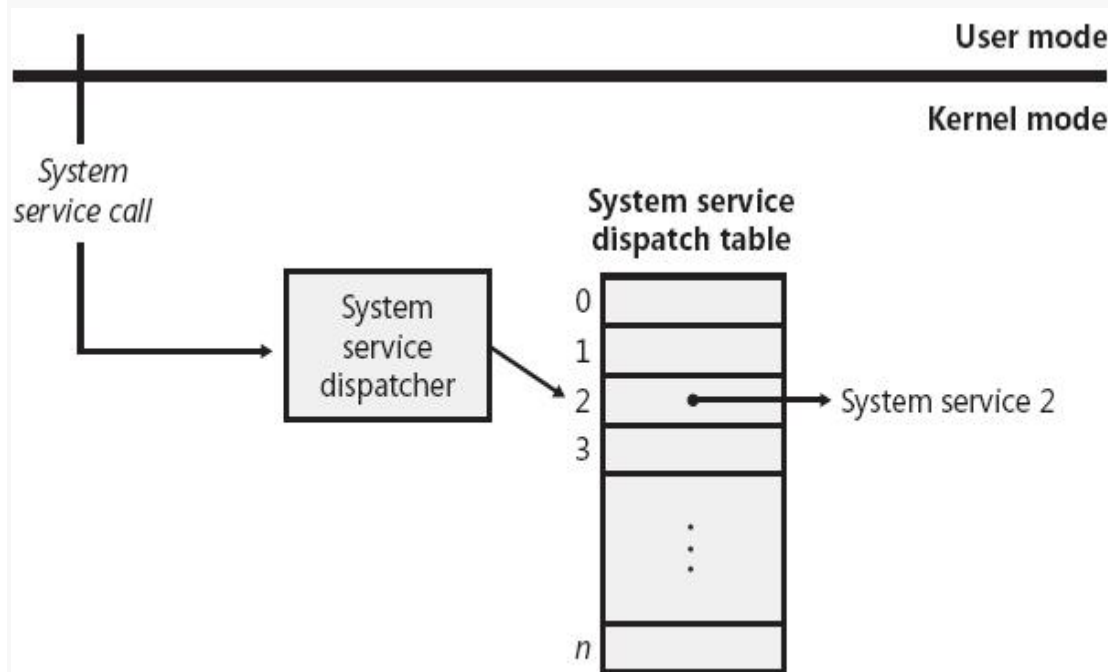 User mode
Kernel mode
System
service call
System service
dispatch table
System
service
dispatcher
0
1
2
3
n
System service 2